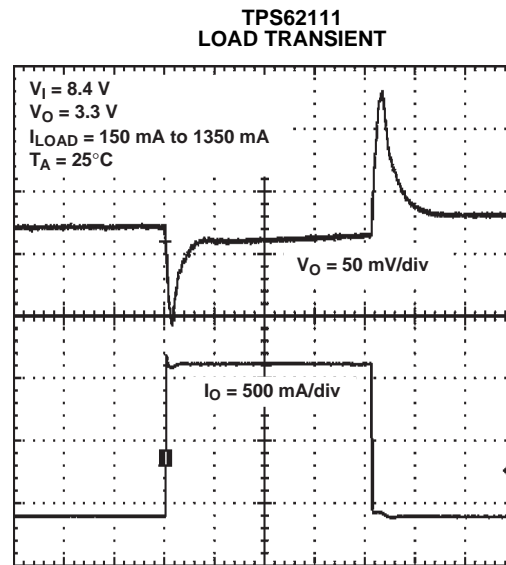 TPS62111
LOAD TRANSIENT
V_I = 8.4 V
V_O = 3.3 V
I_LOAD = 150 mA to 1350 mA
T_A = 25°C
V_O = 50 mV/div
I_O = 500 mA/div